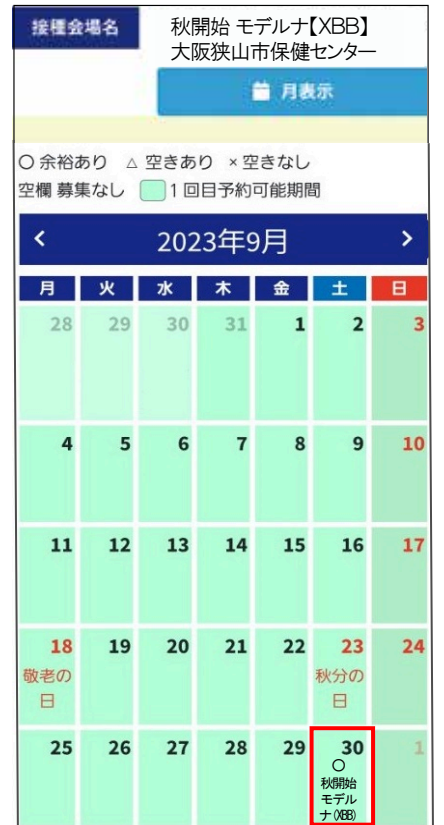 接種会場名
秋開始 モデルナ【XBB】
大阪狭山市保健センター
月表示
○ 余裕あり △ 空きあり × 空きなし
空欄 募集なし 1回目予約可能期間
< 2023年9月 >
月 火 水 木 金 土 日
28 29 30 31 1 2 3
4 5 6 7 8 9 10
11 12 13 14 15 16 17
18 19 20 21 22 23 24
敬老の 秋分の
日 日
25 26 27 28 29 30 1
○
秋開始
モデル
ナ(XBB)